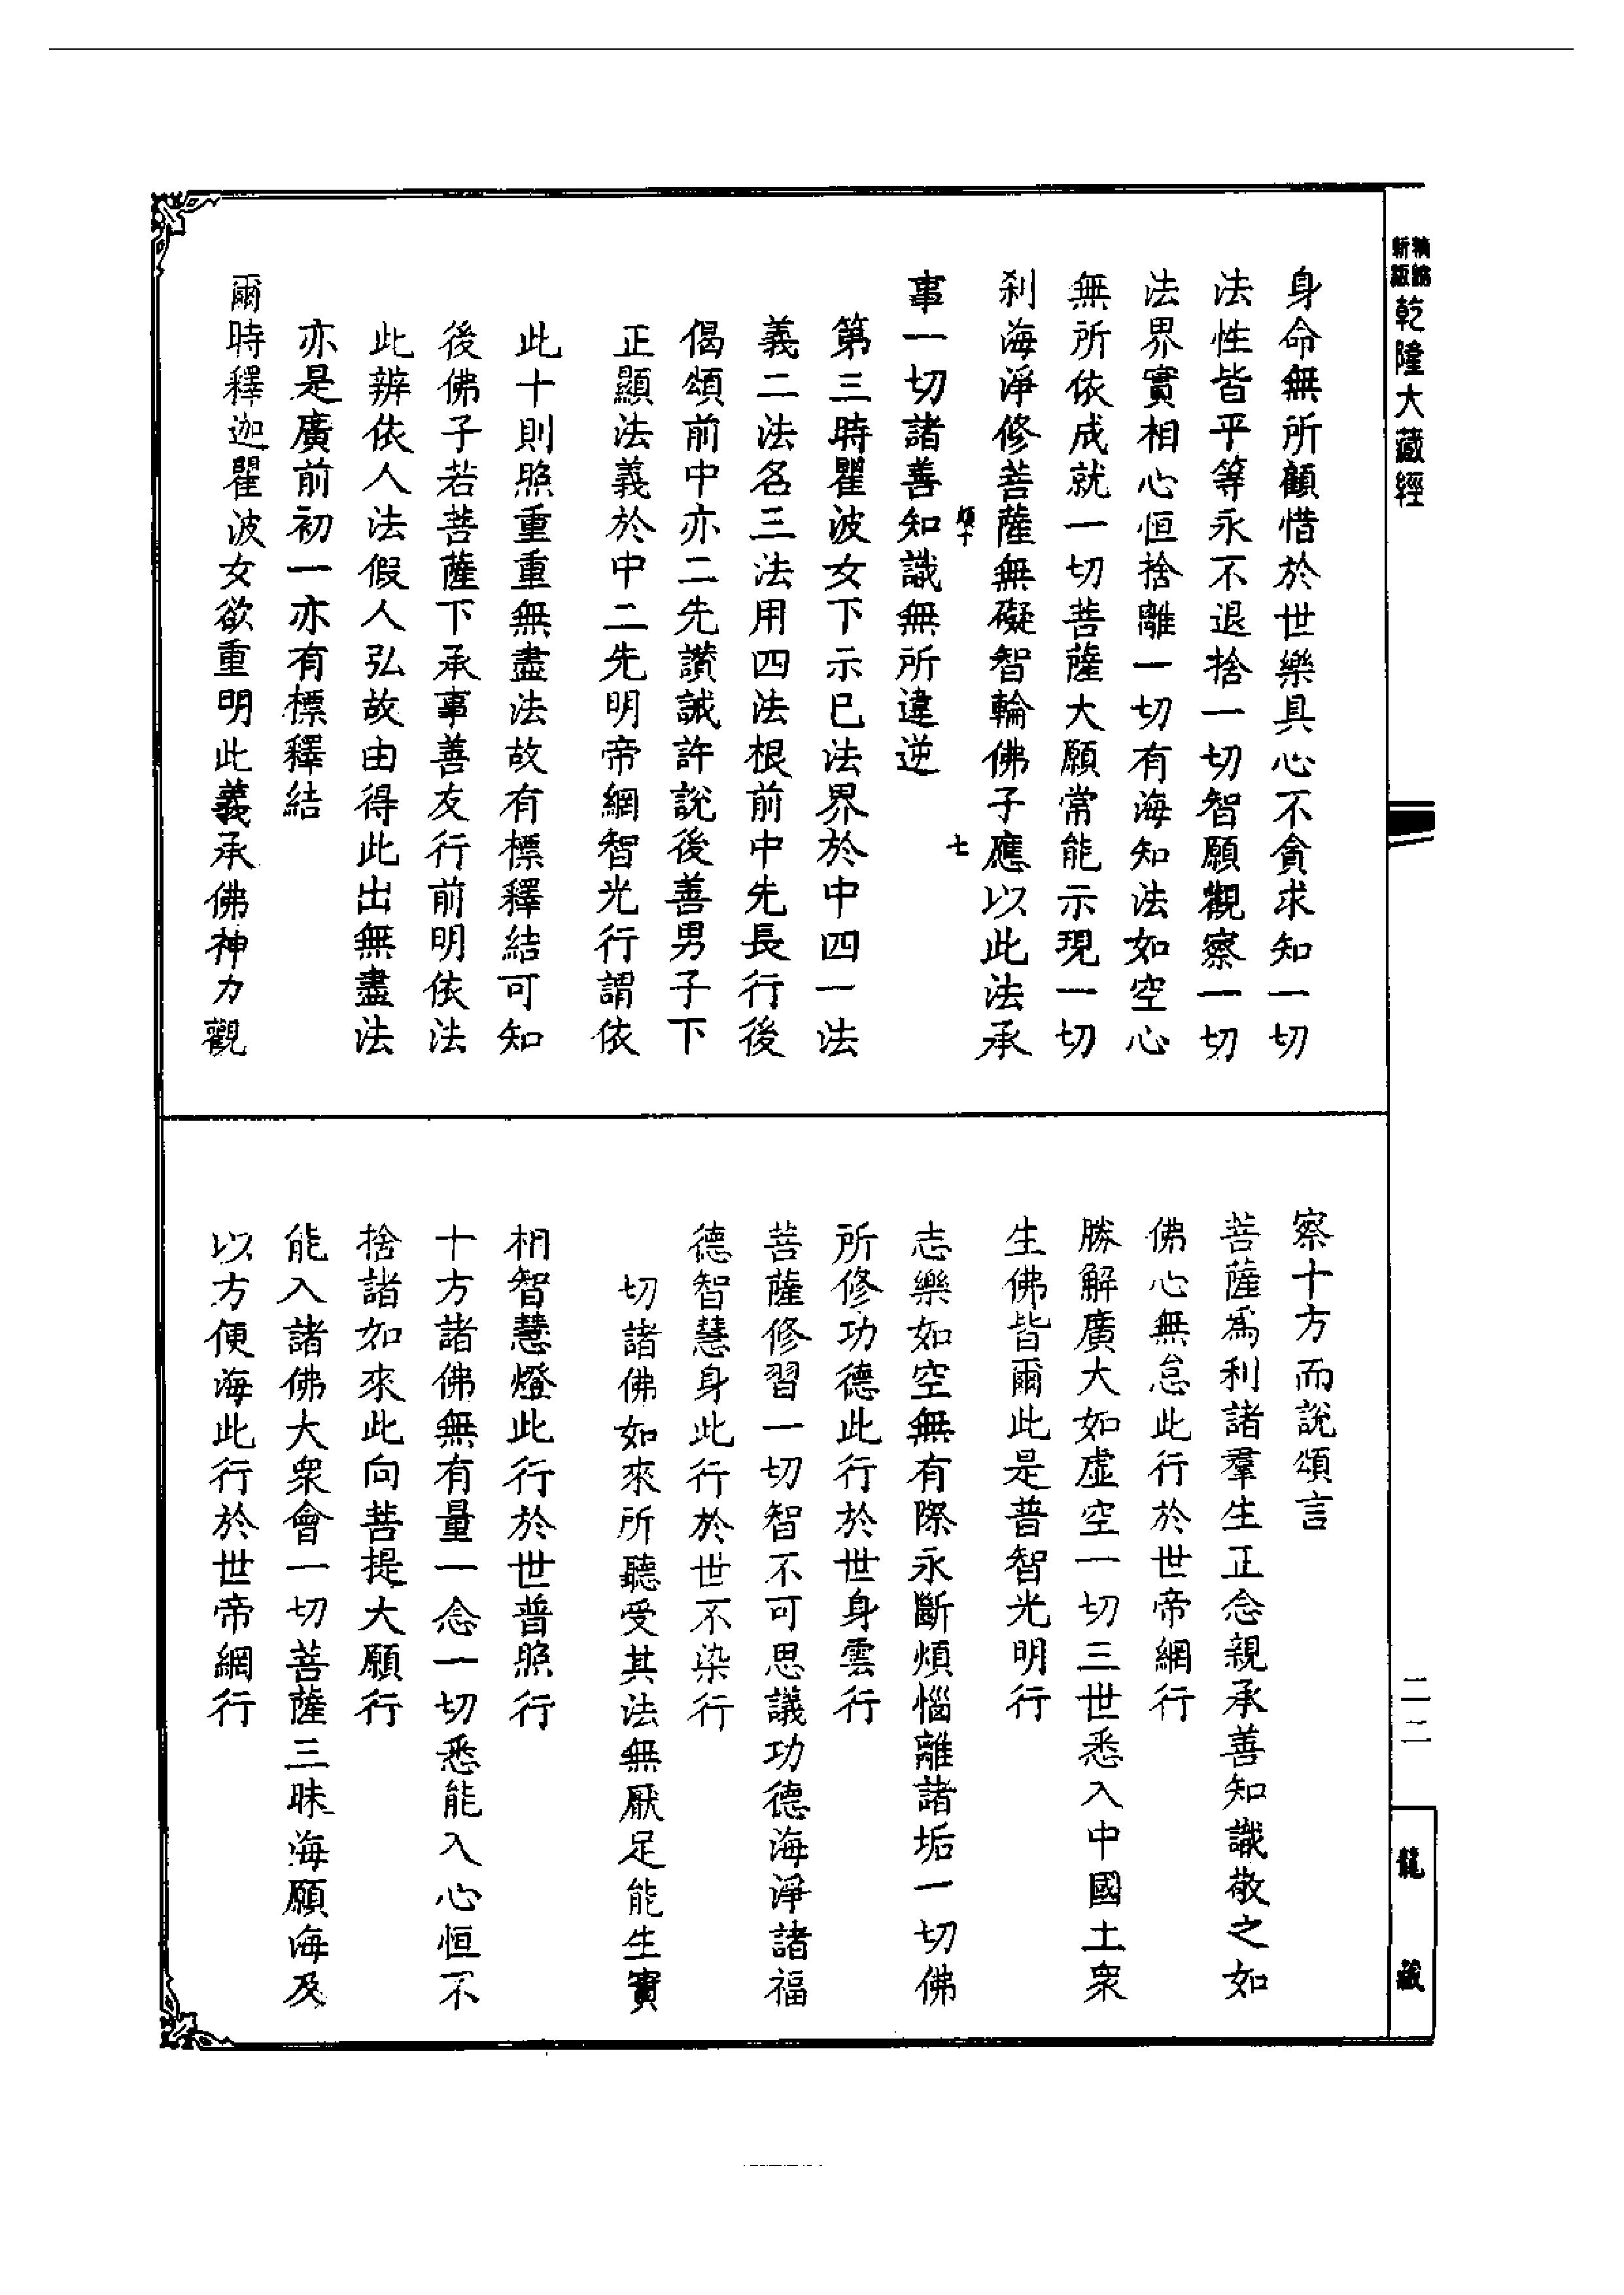 乾隆大藏經
身命無所顧惜於世樂具心不貪求知一切
法性皆平等永不退捨一切智願觀察一切
法界實相心恒捨離一切有海知法如空心
無所依成就一切菩薩大願常能示現一切
刹海淨修菩薩無礙智輪佛子應以此法承
七
事一切諸善知識無所違逆
第三時瞿波女下示已法界於中四一法
義二法名三法用四法根前中先長行後
偈頌前中亦二先讚誡許說後善男子下
正顯法義於中二先明帝網智光行謂依
此十則照重重無盡法故有標釋結可知
後佛子若菩薩下承事善友行前明依法
此辨依人法假人弘故由得此出無盡法
亦是廣前初一亦有標釋結
爾時釋迦瞿波女欲重明此義承佛神力觀
察十方而說頌言
菩薩為利諸羣生正念親承善知識敬之如
佛心無怠此行於世帝網行
勝解廣大如虛空一切三世悉入中國土衆
生佛皆爾此是普智光明行
志樂如空無有際永斷煩惱離諸垢一切佛
所修功德此行於世身雲行
菩薩修習一切智不可思議功德海淨諸福
德智慧身此行於世不染行
切諸佛如來所聽受其法無厭足能生實
相智慧燈此行於世普照行
十方諸佛無有量一念一切悉能入心恒不
捨諸如來此向菩提大願行
能入諸佛大衆會一切菩薩三昧海願海及
以方便海此行於世帝網行
二二
龍藏